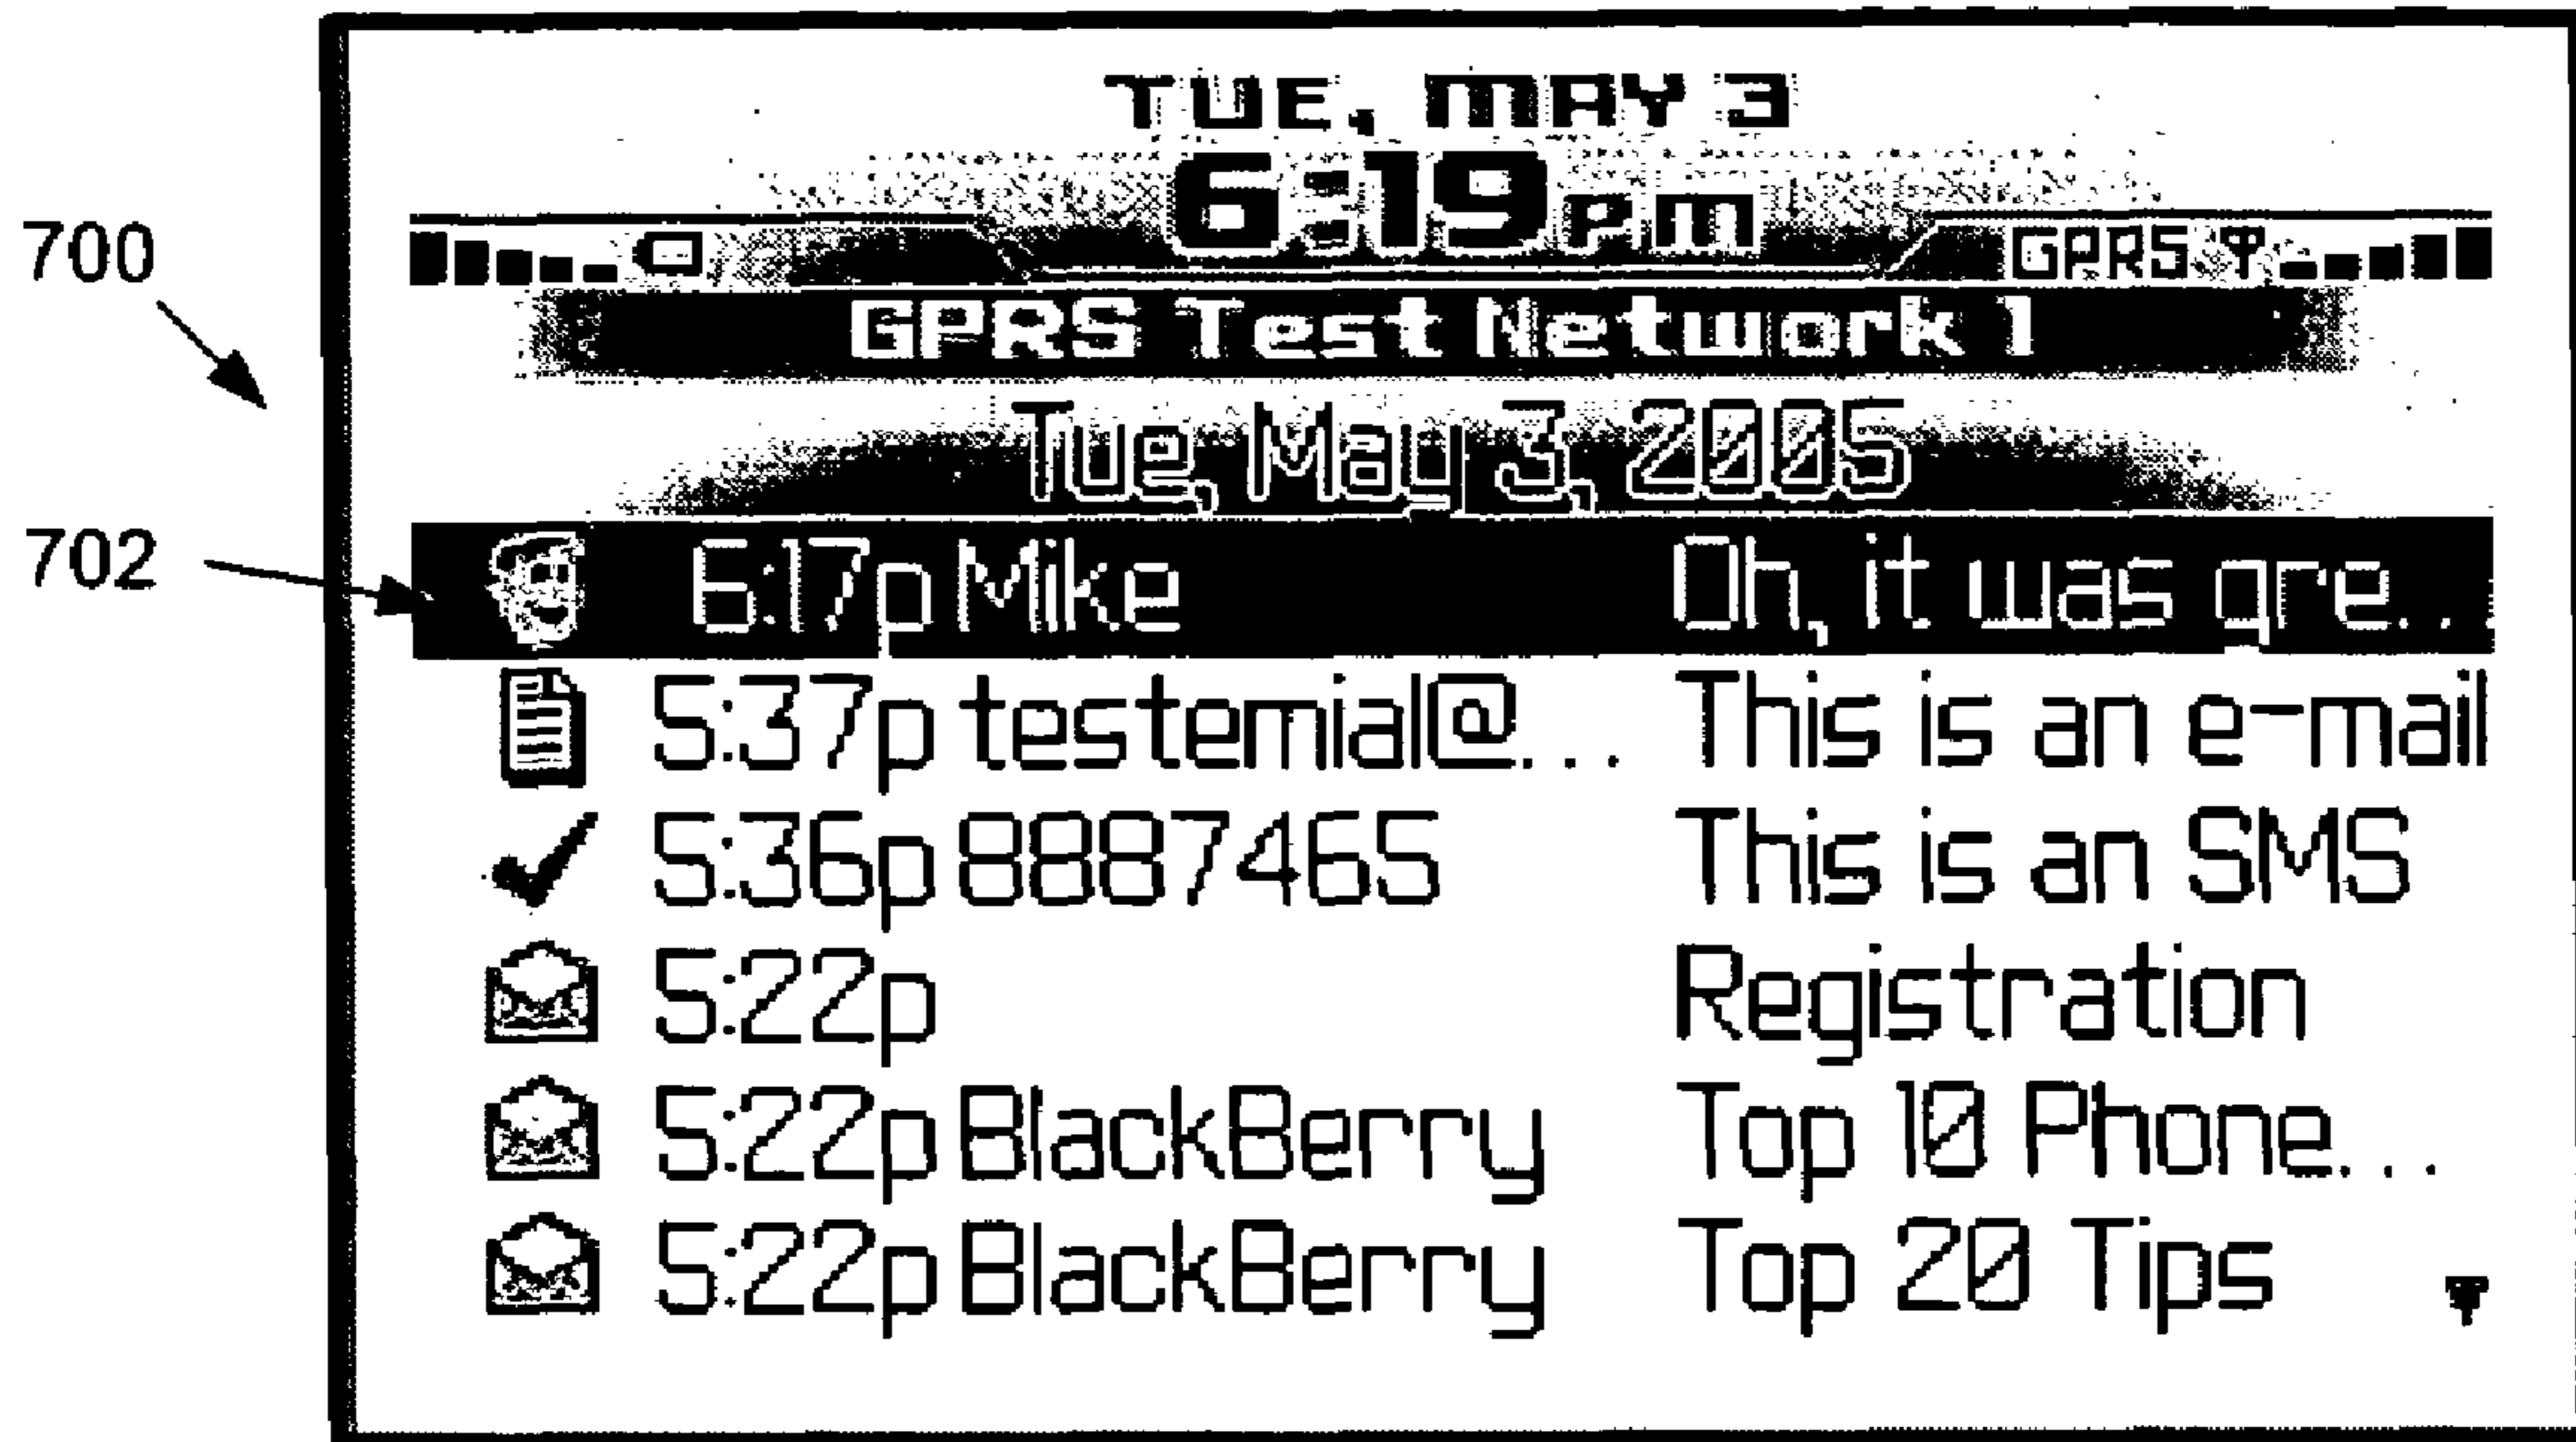 TUE, MAY 3
6:19 pm
700
GPRS
GPRS Test Network 1
Tue, May 3, 2005
702
6:17p Mike Oh, it was gre...
5:37p testemial@... This is an e-mail
5:36p 8887465 This is an SMS
5:22p Registration
5:22p BlackBerry Top 10 Phone...
5:22p BlackBerry Top 20 Tips